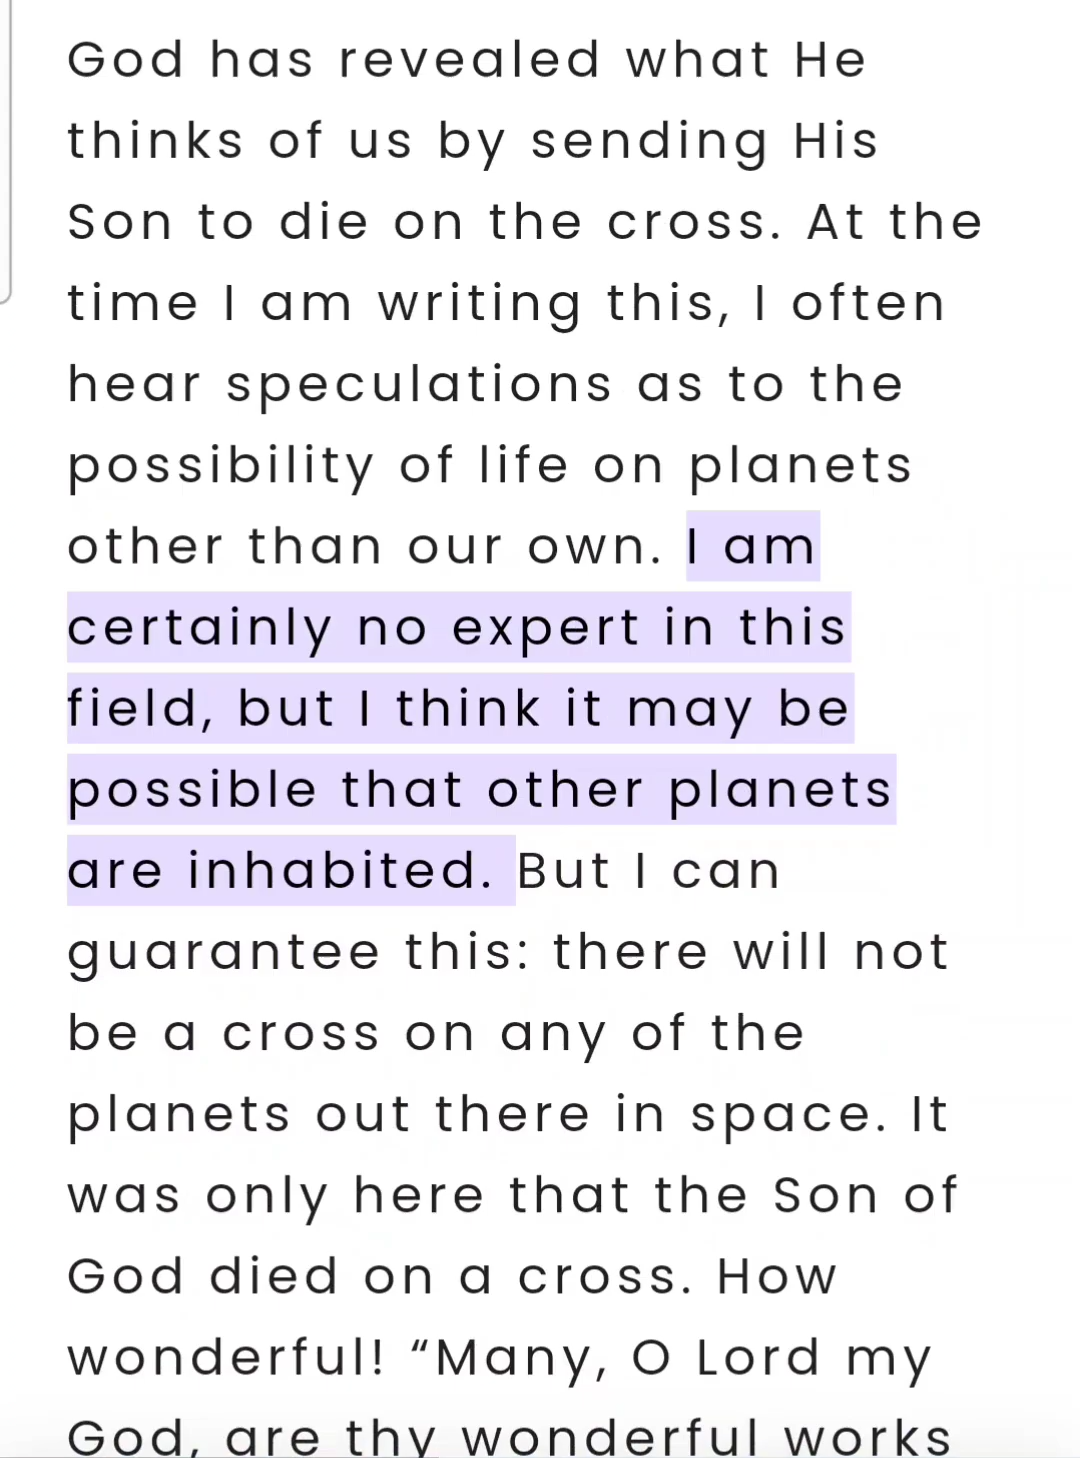 God has revealed what He
thinks of us by sending His
Son to die on the cross. At the
time I am writing this, I often
hear speculations as to the
possibility of life on planets
other than our own. I am
certainly no expert in this
field, but I think it may be
possible that other planets
are inhabited. But I can
guarantee this: there will not
be a cross on any of the
planets out there in space. It
was only here that the Son of
God died on a cross. How
wonderful! “Many, O Lord my
God, are thy wonderful works